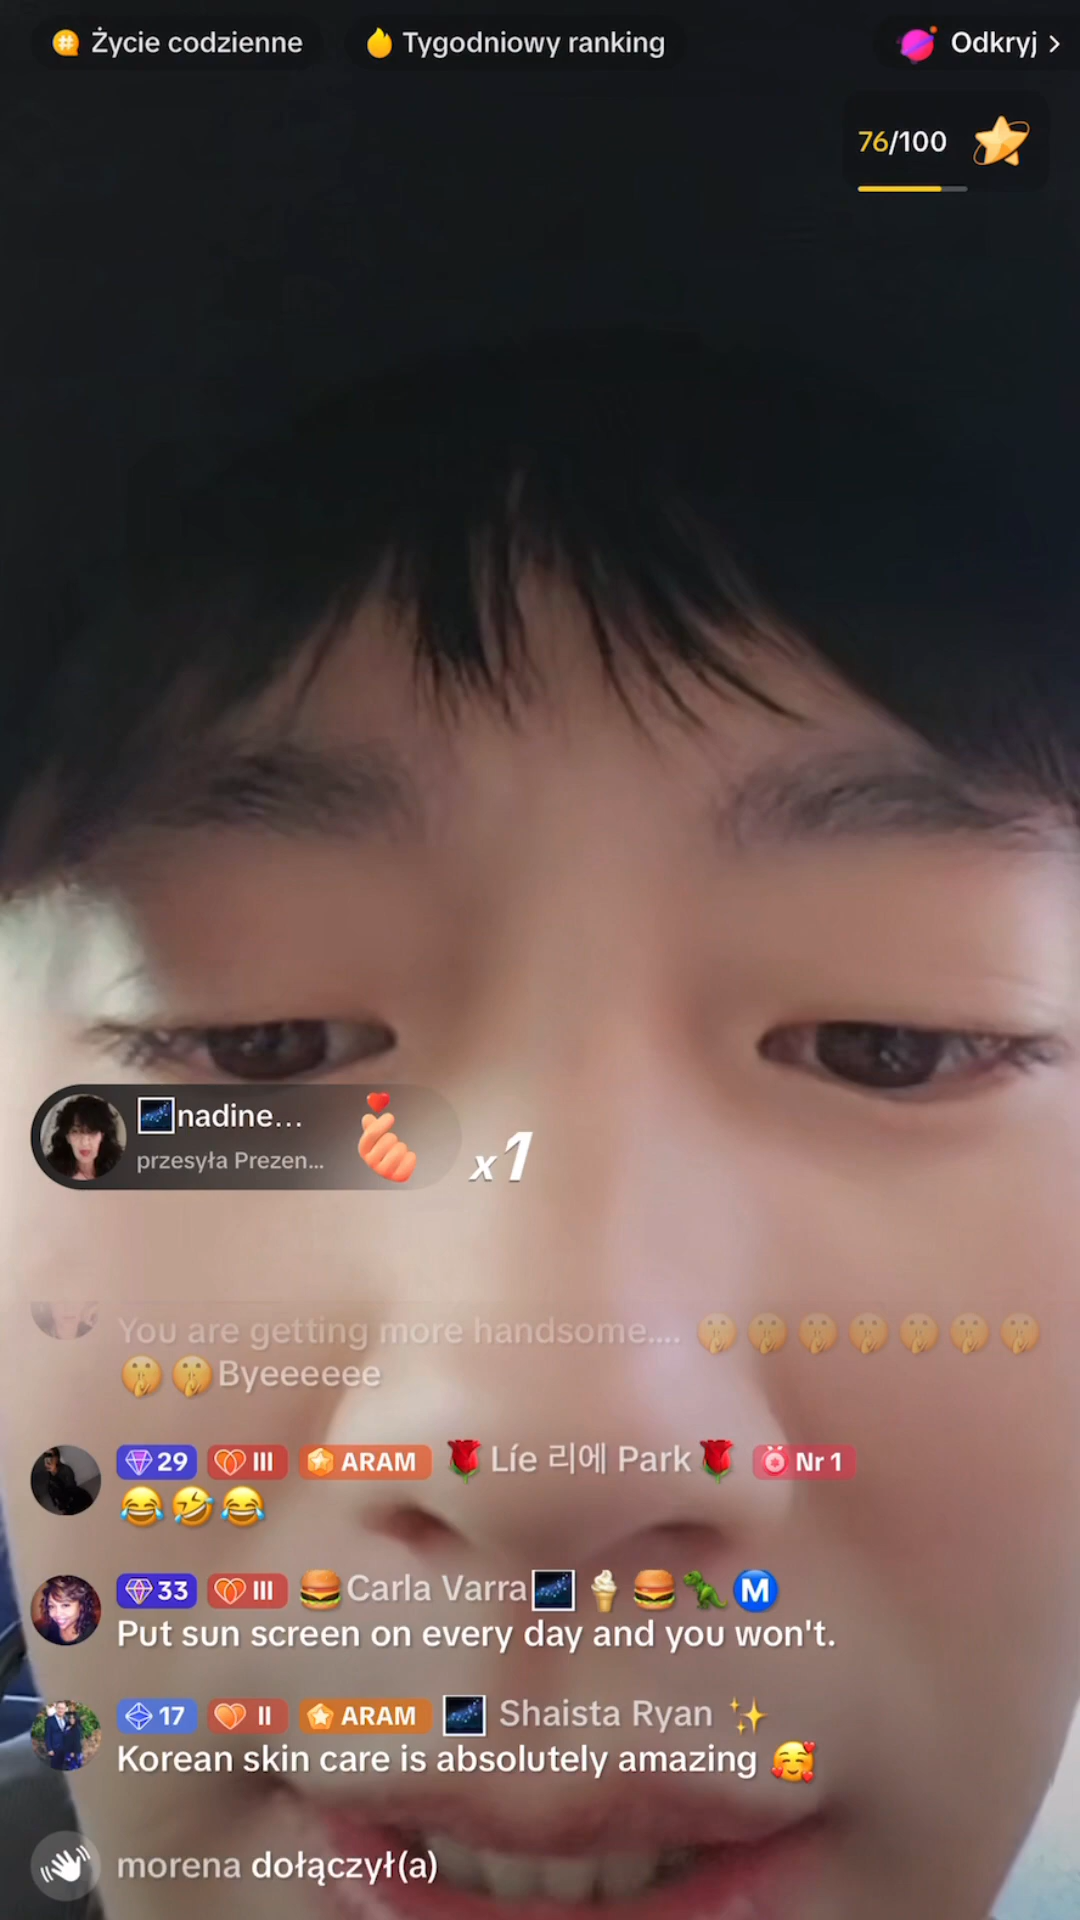 Życie codzienne
Tygodniowy ranking
Odkryj
76/100
nadine...
przesyła Prezen...
x1
You are getting more handsome....
Byeeeeee
29 III ARAM Líe 리에 Park Nr 1
33 III Carla Varra M
Put sun screen on every day and you won't.
17 II ARAM Shaista Ryan
Korean skin care is absolutely amazing
morena dołączył(a)